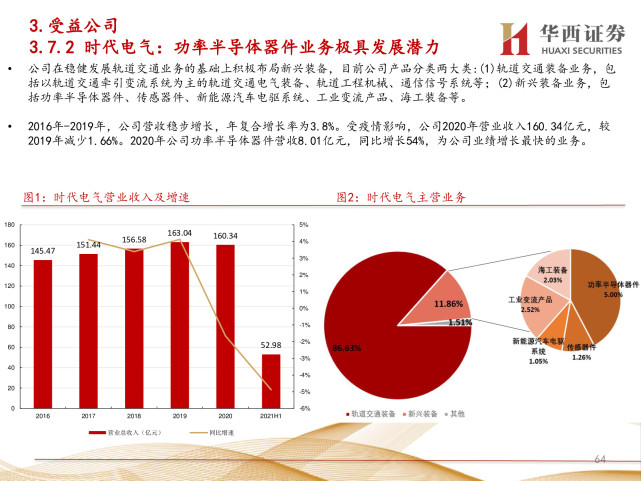 3.受益公司
3.7.2 时代电气：功率半导体器件业务极具发展潜力
华西证券
HUAXI SECURITIES
• 公司在稳健发展轨道交通业务的基础上积极布局新兴装备，目前公司产品分类两大类:(1)轨道交通装备业务，包
括以轨道交通牵引变流系统为主的轨道交通电气装备、轨道工程机械、通信信号系统等；(2)新兴装备业务，包
括功率半导体器件、传感器件、新能源汽车电驱系统、工业变流产品、海工装备等。
• 2016年-2019年，公司营收稳步增长，年复合增长率为3.8%。受疫情影响，公司2020年营业收入160.34亿元，较
2019年减少1.66%。2020年公司功率半导体器件营收8.01亿元，同比增长54%，为公司业绩增长最快的业务。
图1：时代电气营业收入及增速
180
160
140
120
100
80
60
40
20
0
145.47
151.44
156.58
163.04
160.34
52.98
5%
4%
3%
2%
1%
0%
-1%
-2%
-3%
-4%
-5%
-6%
2016 2017 2018 2019 2020 2021H1
营业总收入（亿元） 同比增速
图2：时代电气主营业务
86.63%
11.86%
1.51%
海工装备
2.03%
功率半导体器件
5.00%
工业变流产品
2.52%
新能源汽车电驱
系统
1.05%
传感器件
1.26%
轨道交通装备 新兴装备 其他
64